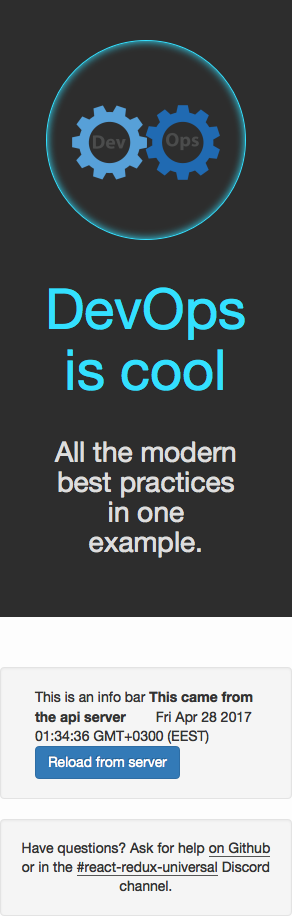 Dev Ops
DevOps
is cool
All the modern
best practices
in one
example.
This is an info bar This came from
the api server Fri Apr 28 2017
01:34:36 GMT+0300 (EEST)
Reload from server
Have questions? Ask for help on Github
or in the #react-redux-universal Discord
channel.